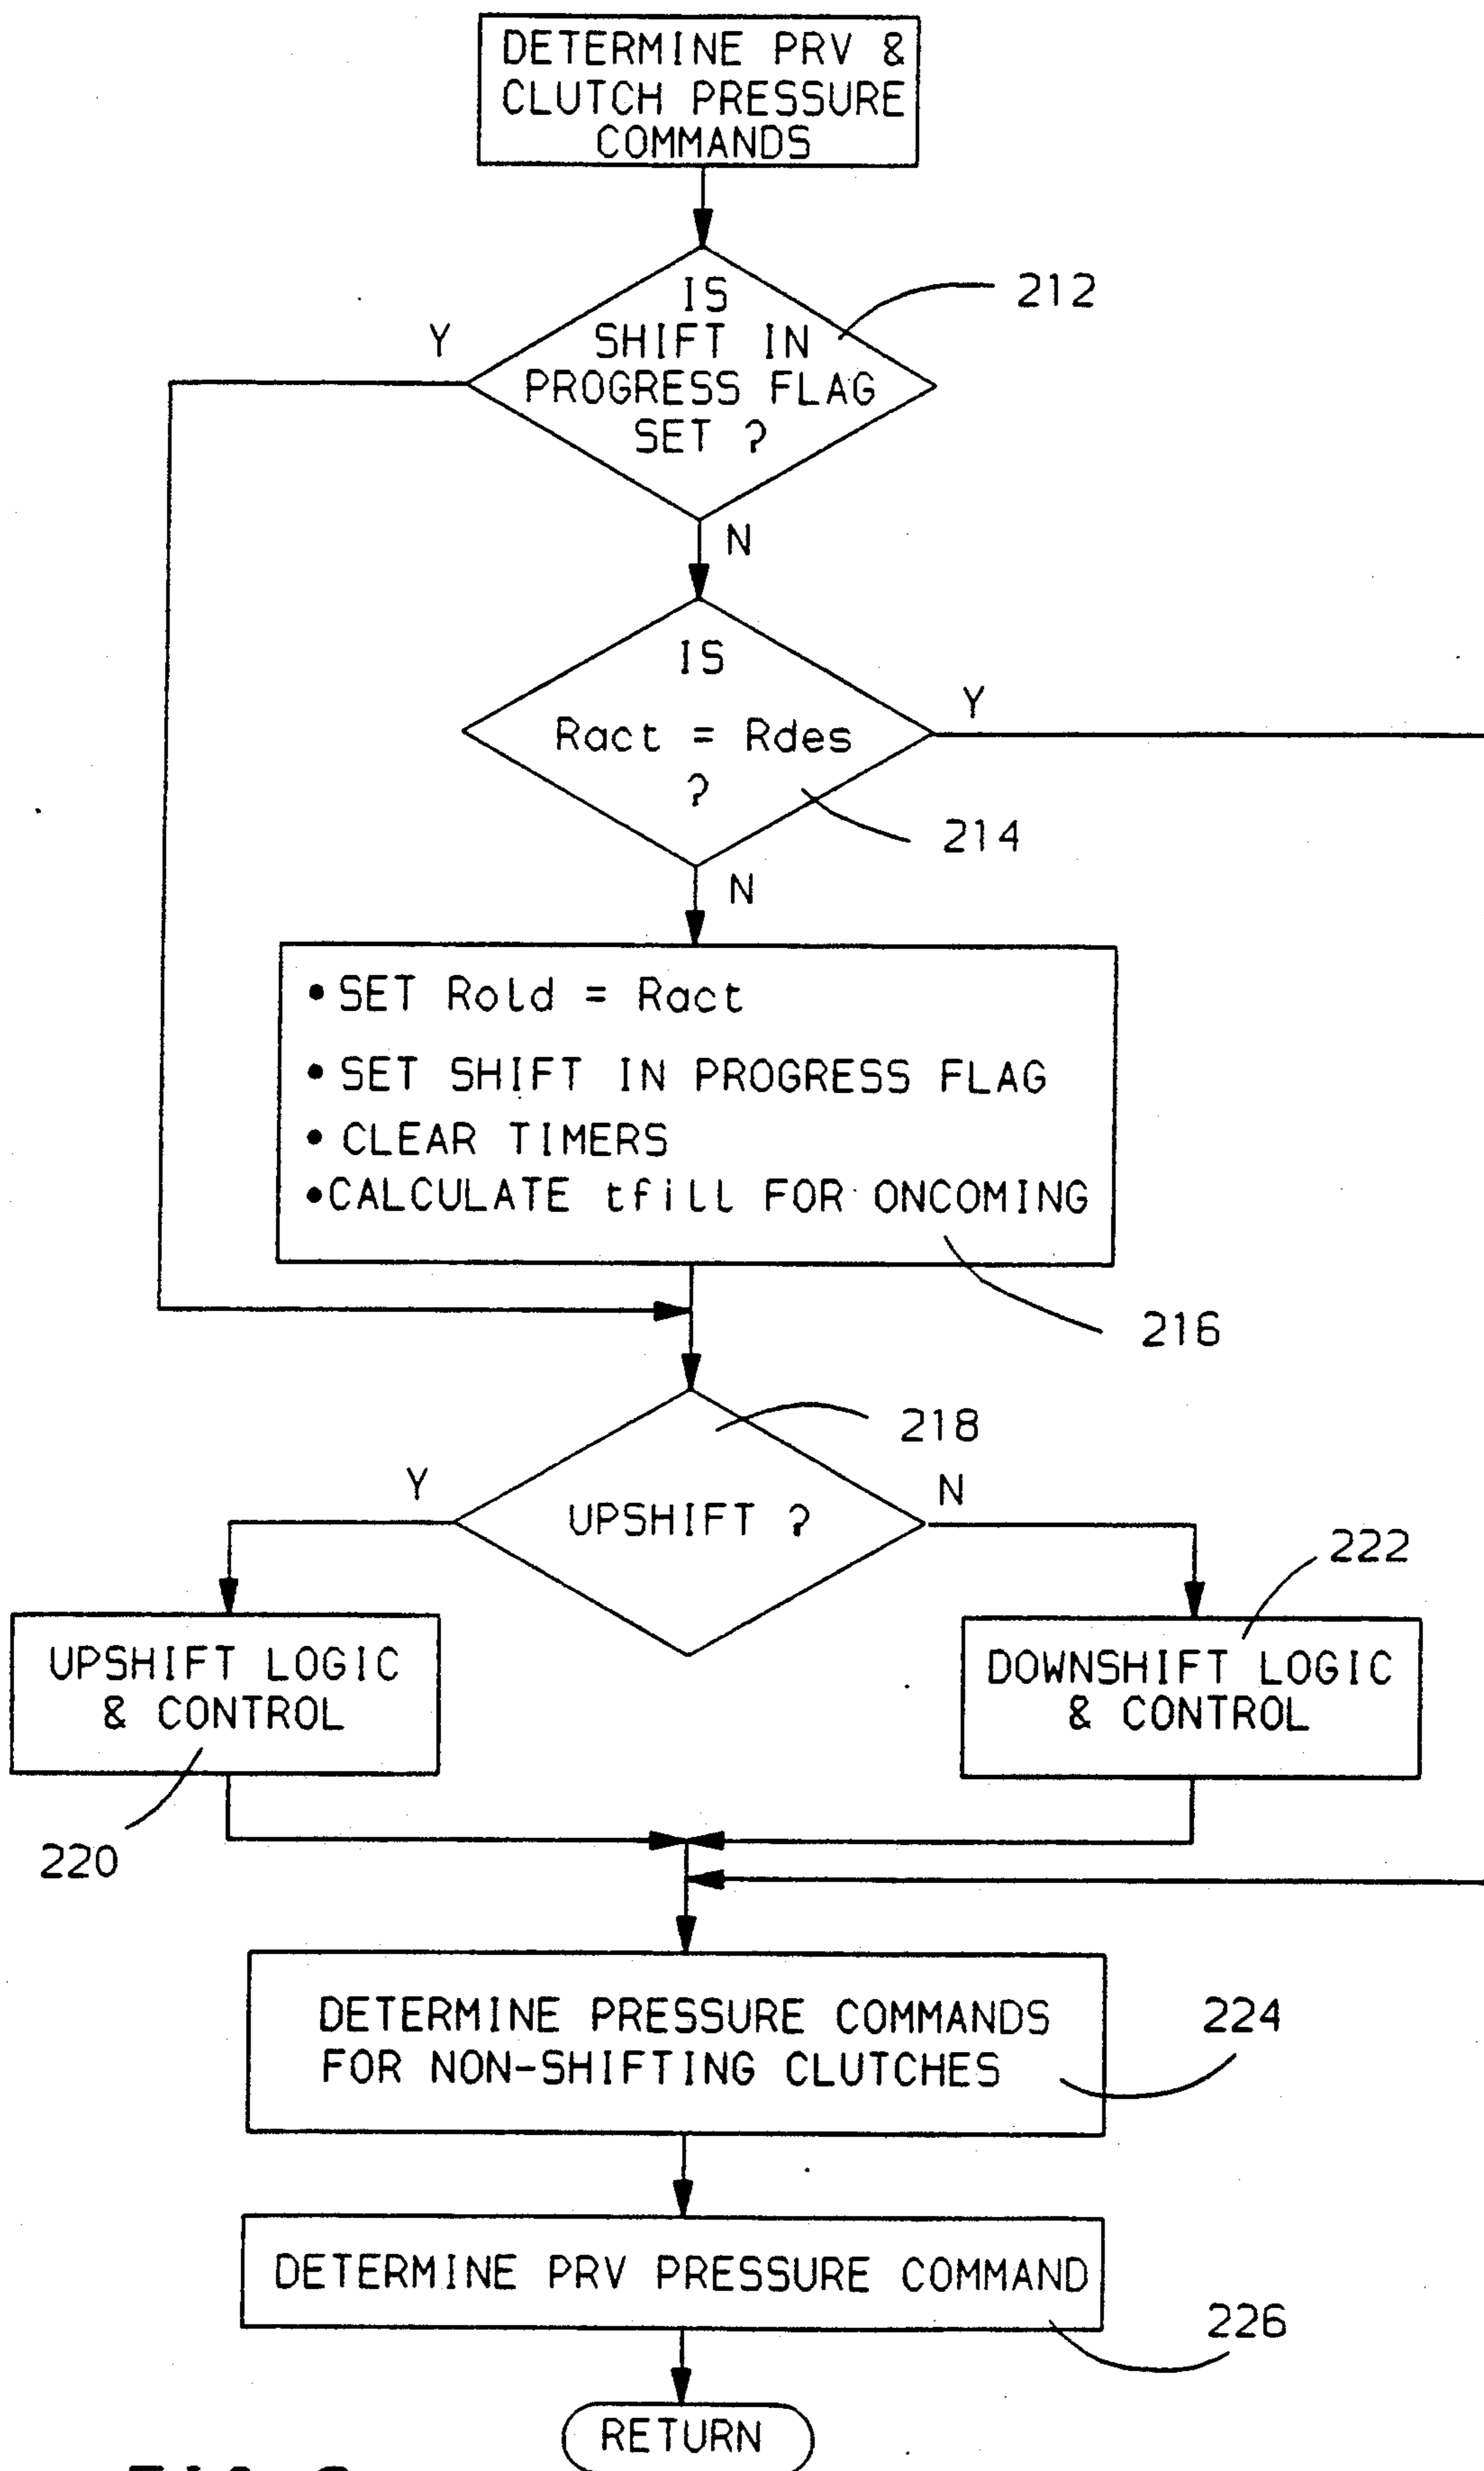 DETERMINE PRV &
CLUTCH PRESSURE
COMMANDS
IS
SHIFT IN
PROGRESS FLAG
SET ?
212
Y
N
IS
Ract = Rdes
?
Y
214
N
• SET Rold = Ract
• SET SHIFT IN PROGRESS FLAG
• CLEAR TIMERS
• CALCULATE tfill FOR ONCOMING
216
218
Y
N
UPSHIFT ?
222
UPSHIFT LOGIC
& CONTROL
DOWNSHIFT LOGIC
& CONTROL
220
DETERMINE PRESSURE COMMANDS
FOR NON-SHIFTING CLUTCHES
224
DETERMINE PRV PRESSURE COMMAND
226
RETURN